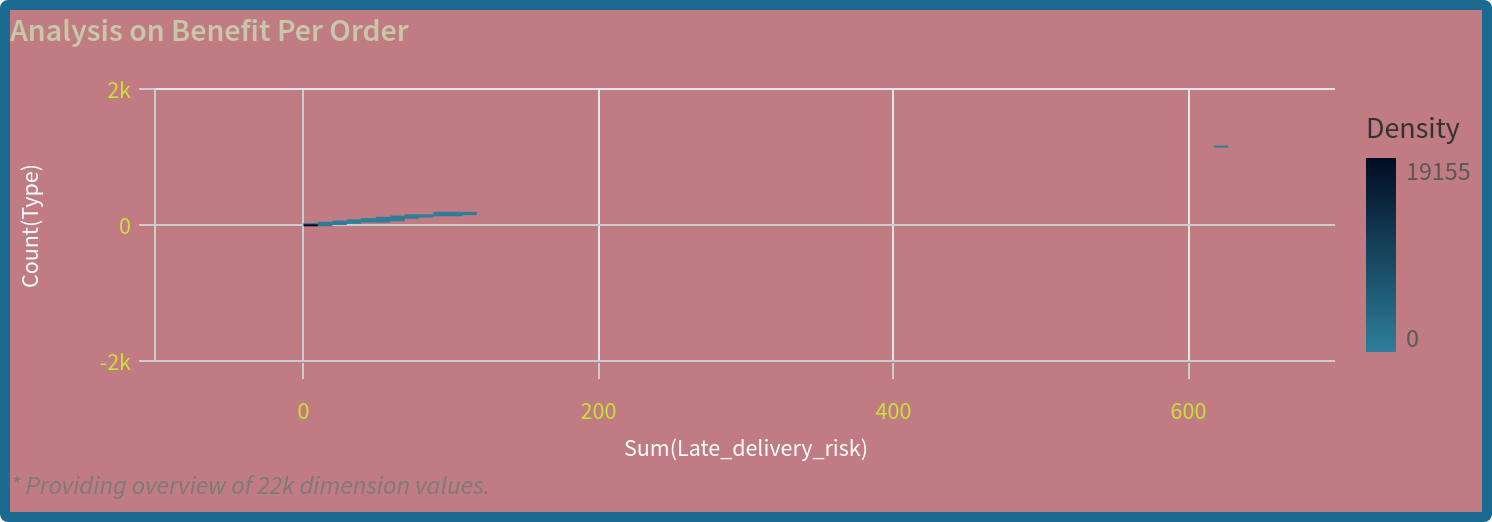 Analysis on Benefit Per Order
2k
0
-2k
Count(Type)
0
200
400
600
Sum(Late_delivery_risk)
Density
19155
0
* Providing overview of 22k dimension values.